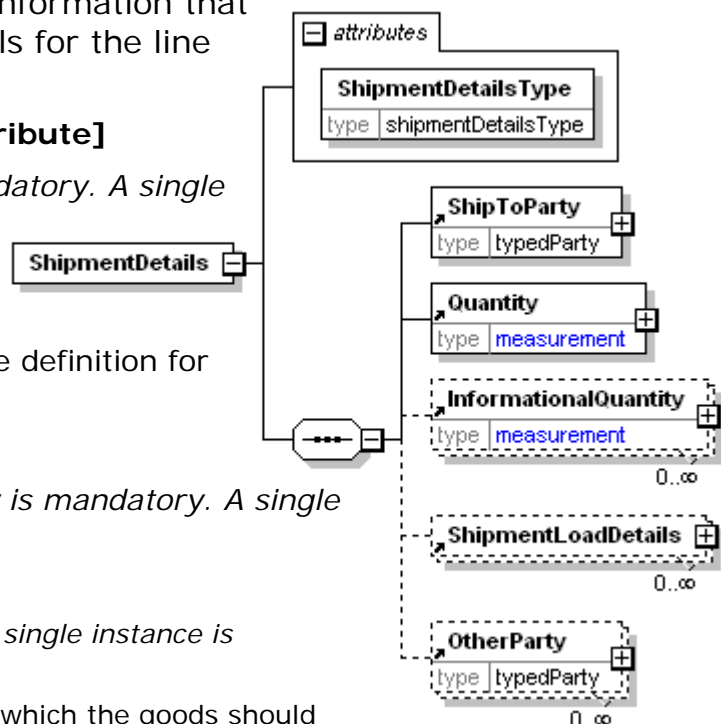 information that
ls for the line
ribute]
datory. A single
e definition for
is mandatory. A single
single instance is
which the goods should
attributes
ShipmentDetailsType
type shipmentDetailsType
ShipmentDetails
ShipToParty
type typedParty
Quantity
type measurement
InformationalQuantity
type measurement
0..∞
ShipmentLoadDetails
0..∞
OtherParty
type typedParty
0..∞